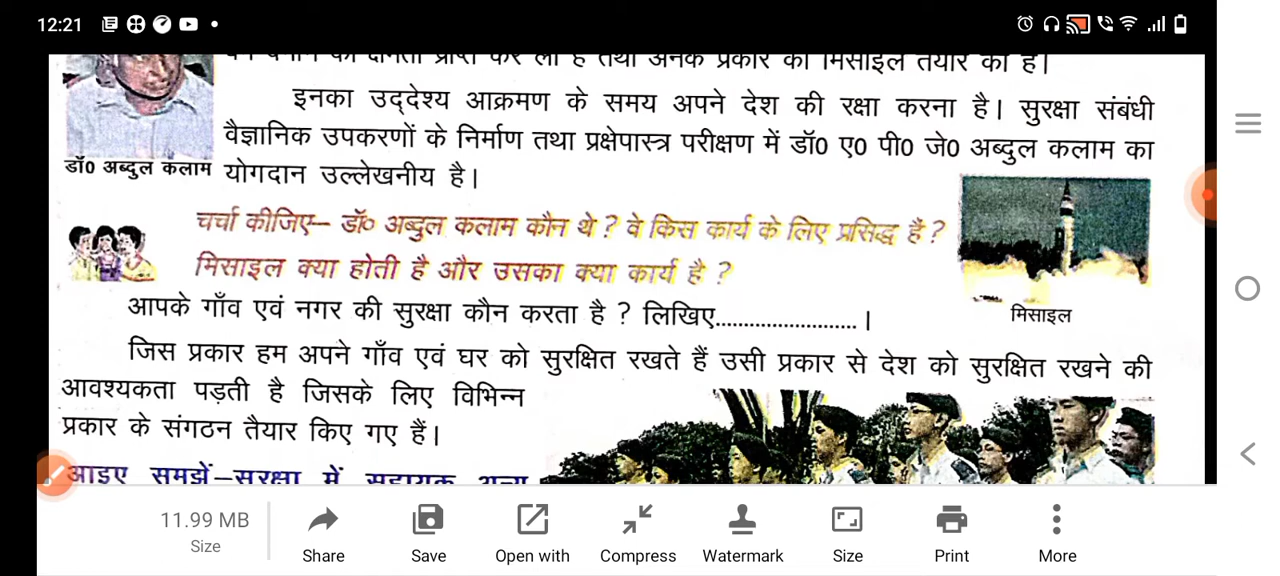 12:21
इनका उद्देश्य आक्रमण के समय अपने देश की रक्षा करना है। सुरक्षा संबंधी
वैज्ञानिक उपकरणों के निर्माण तथा प्रक्षेपास्त्र परीक्षण में डॉ0 ए0 पी0 जे0 अब्दुल कलाम का
डॉ0 अब्दुल कलाम
योगदान उल्लेखनीय है।
चर्चा कीजिए– डॉ0 अब्दुल कलाम कौन थे ? वे किस कार्य के लिए प्रसिद्ध हैं ?
मिसाइल क्या होती है और उसका क्या कार्य है ?
मिसाइल
आपके गाँव एवं नगर की सुरक्षा कौन करता है ? लिखिए........................।
जिस प्रकार हम अपने गाँव एवं घर को सुरक्षित रखते हैं उसी प्रकार से देश को सुरक्षित रखने की
आवश्यकता पड़ती है जिसके लिए विभिन्न
प्रकार के संगठन तैयार किए गए हैं।
आइए समझें–सुरक्षा में सहायक अन्य
11.99 MB
Size
Share
Save
Open with
Compress
Watermark
Size
Print
More